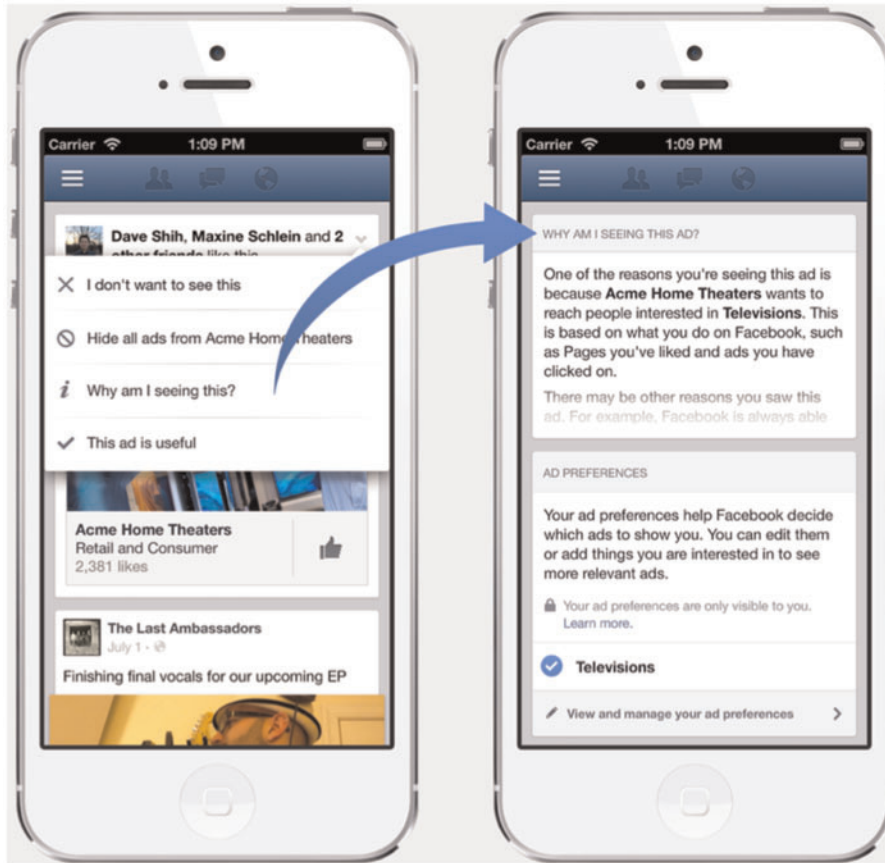 Carrier 1:09 PM
Dave Shih, Maxine Schlein and 2
other friends like this
I don't want to see this
Hide all ads from Acme Home Theaters
Why am I seeing this?
This ad is useful
Acme Home Theaters
Retail and Consumer
2,381 likes
The Last Ambassadors
July 1 ·
Finishing final vocals for our upcoming EP
Carrier 1:09 PM
WHY AM I SEEING THIS AD?
One of the reasons you're seeing this ad is
because Acme Home Theaters wants to
reach people interested in Televisions. This
is based on what you do on Facebook, such
as Pages you've liked and ads you have
clicked on.
There may be other reasons you saw this
ad. For example, Facebook is always able
AD PREFERENCES
Your ad preferences help Facebook decide
which ads to show you. You can edit them
or add things you are interested in to see
more relevant ads.
Your ad preferences are only visible to you.
Learn more.
Televisions
View and manage your ad preferences